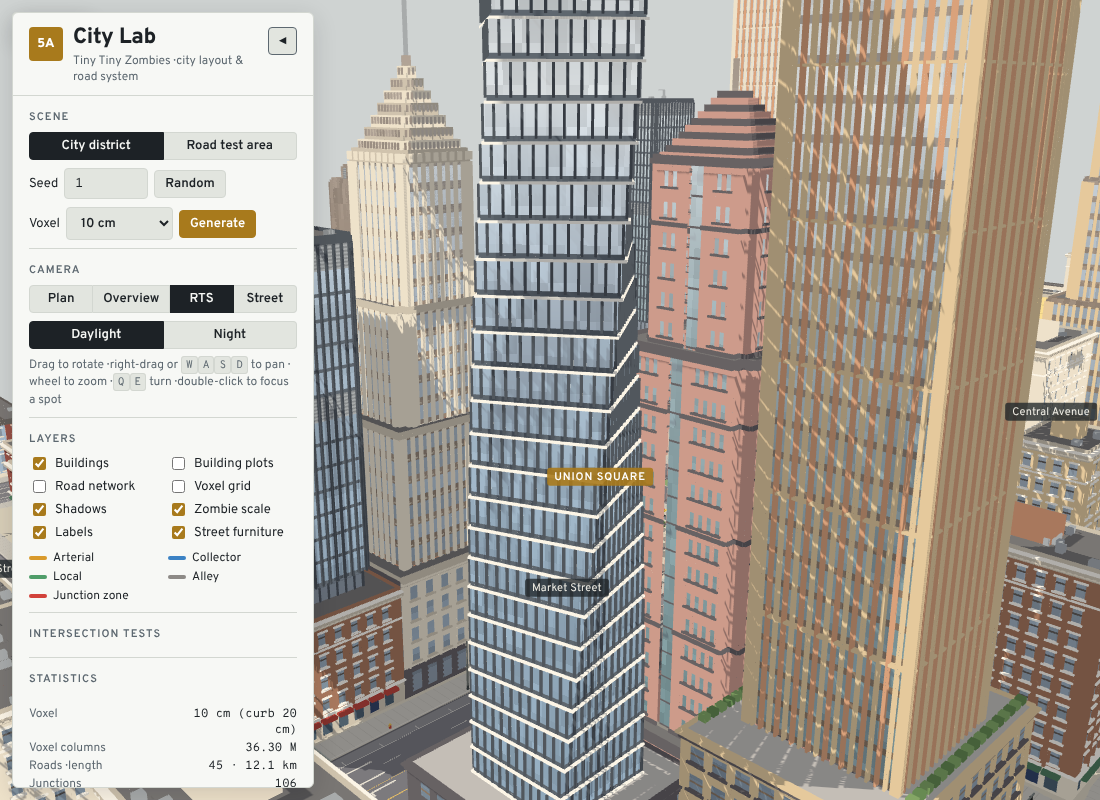 5A
City Lab
◄
Tiny Tiny Zombies · city layout &
road system
SCENE
City district
Road test area
Seed 1 Random
Voxel 10 cm Generate
CAMERA
Plan Overview RTS Street
Daylight Night
Drag to rotate · right-drag or W A S D to pan ·
wheel to zoom · Q E turn · double-click to focus
a spot
LAYERS
Buildings Building plots
Road network Voxel grid
Shadows Zombie scale
Labels Street furniture
Arterial Collector
Local Alley
Junction zone
INTERSECTION TESTS
STATISTICS
Voxel 10 cm (curb 20
cm)
Voxel columns 36.30 M
Roads · length 45 · 12.1 km
Junctions 106
Central Avenue
UNION SQUARE
Market Street